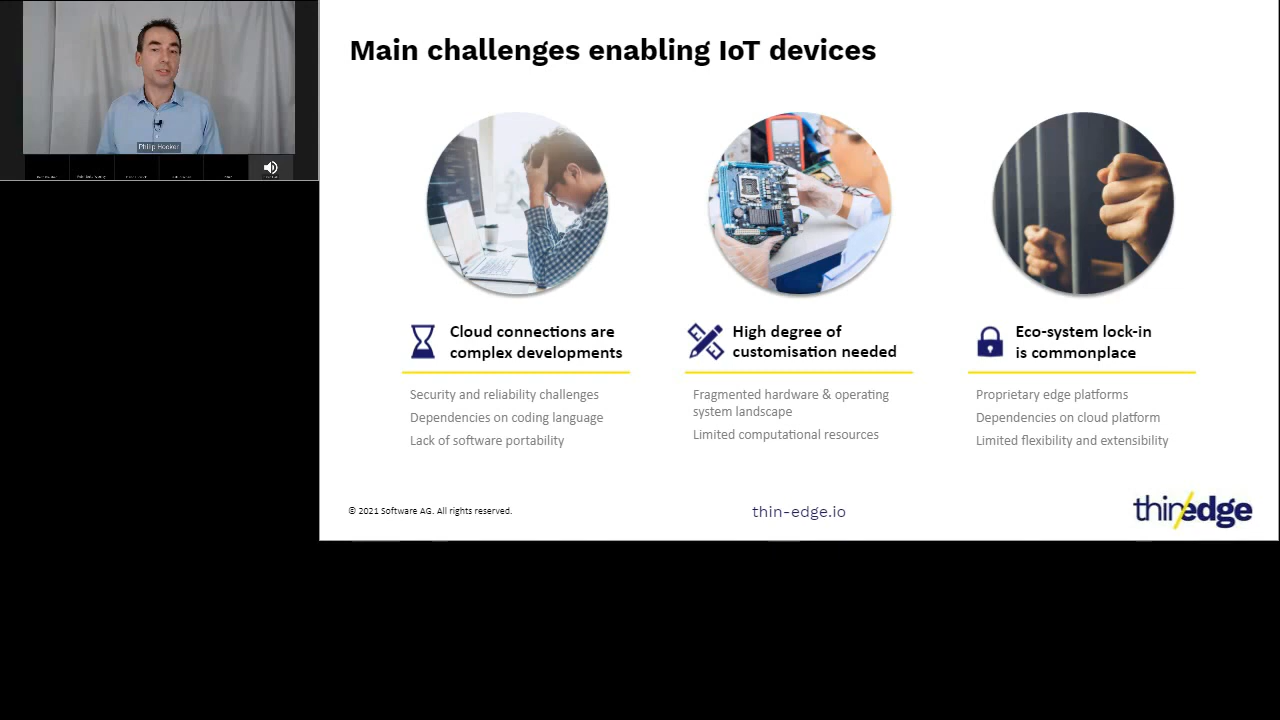 Main challenges enabling IoT devices
Philip Hooker
Cloud connections are
complex developments
Security and reliability challenges
Dependencies on coding language
Lack of software portability
High degree of
customisation needed
Fragmented hardware & operating
system landscape
Limited computational resources
Eco-system lock-in
is commonplace
Proprietary edge platforms
Dependencies on cloud platform
Limited flexibility and extensibility
© 2021 Software AG. All rights reserved.
thin-edge.io
thin/edge